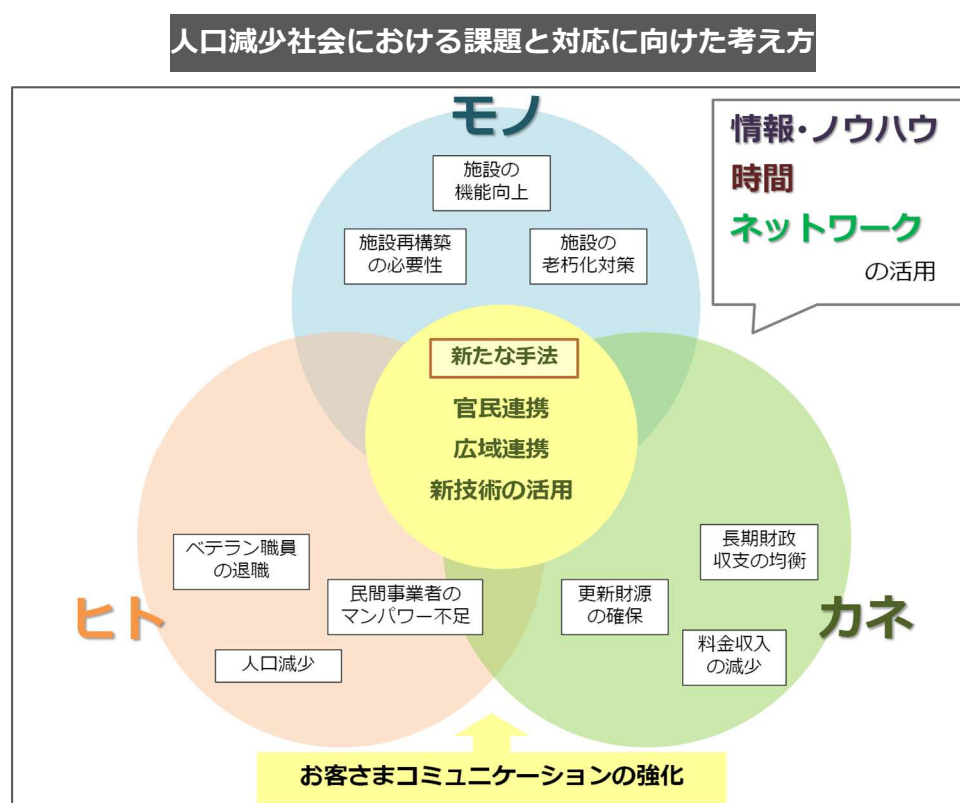 人口減少社会における課題と対応に向けた考え方
モノ
情報・ノウハウ
時間
ネットワーク
の活用
施設の
機能向上
施設再構築
の必要性
施設の
老朽化対策
新たな手法
官民連携
広域連携
新技術の活用
ヒト
ベテラン職員
の退職
民間事業者の
マンパワー不足
人口減少
カネ
長期財政
収支の均衡
更新財源
の確保
料金収入
の減少
お客さまコミュニケーションの強化